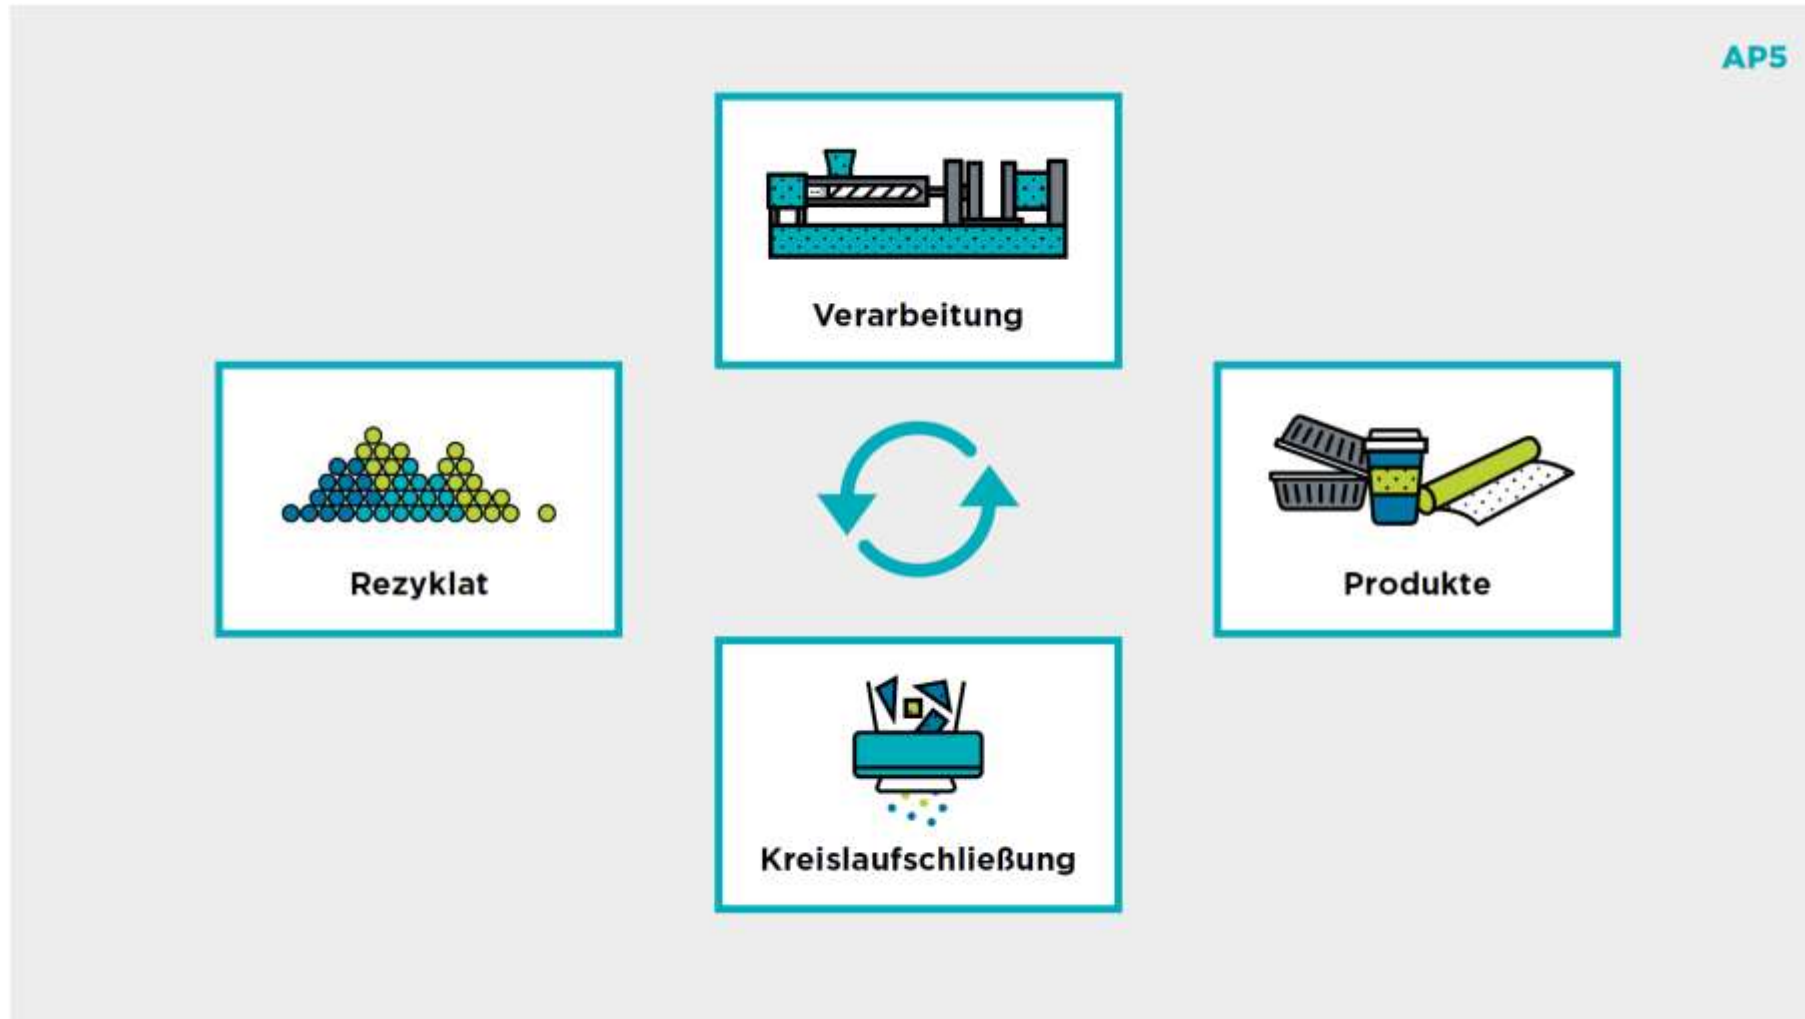 AP5
Verarbeitung
Rezyklat
Produkte
Kreislaufschließung